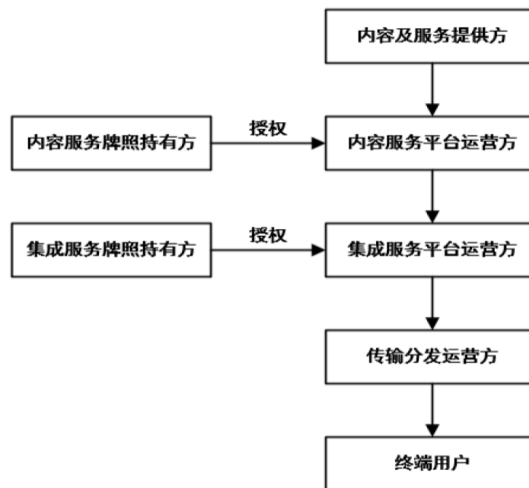 内容及服务提供方
内容服务牌照持有方
授权
内容服务平台运营方
集成服务牌照持有方
授权
集成服务平台运营方
传输分发运营方
终端用户